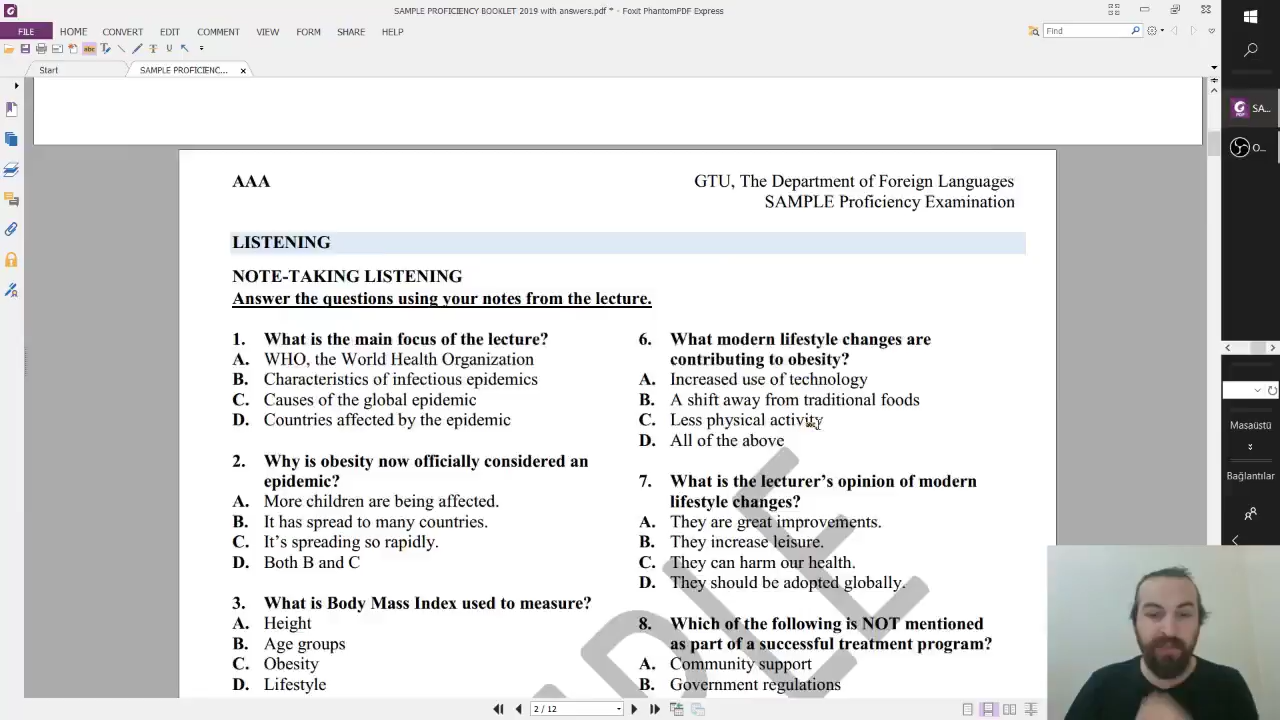 SAMPLE PROFICIENCY BOOKLET 2019 with answers.pdf * - Foxit PhantomPDF Express
FILE HOME CONVERT EDIT COMMENT VIEW FORM SHARE HELP
Find
Start
SAMPLE PROFICIENC...
AAA
GTU, The Department of Foreign Languages
SAMPLE Proficiency Examination
LISTENING
NOTE-TAKING LISTENING
Answer the questions using your notes from the lecture.
1. What is the main focus of the lecture?
A. WHO, the World Health Organization
B. Characteristics of infectious epidemics
C. Causes of the global epidemic
D. Countries affected by the epidemic
2. Why is obesity now officially considered an
epidemic?
A. More children are being affected.
B. It has spread to many countries.
C. It's spreading so rapidly.
D. Both B and C
3. What is Body Mass Index used to measure?
A. Height
B. Age groups
C. Obesity
D. Lifestyle
6. What modern lifestyle changes are
contributing to obesity?
A. Increased use of technology
B. A shift away from traditional foods
C. Less physical activity
D. All of the above
7. What is the lecturer's opinion of modern
lifestyle changes?
A. They are great improvements.
B. They increase leisure.
C. They can harm our health.
D. They should be adopted globally.
8. Which of the following is NOT mentioned
as part of a successful treatment program?
A. Community support
B. Government regulations
2 / 12
SA...
O...
Masaüstü
Bağlantılar